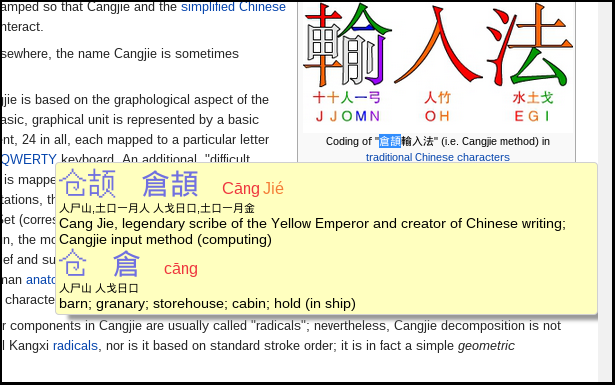 amped so that Cangjie and the simplified Chinese
nteract.
sewhere, the name Cangjie is sometimes
輸入法
十十人一弓 人竹 水土戈
JJOMN OH EGI
Coding of "倉頡輸入法" (i.e. Cangjie method) in
traditional Chinese characters
gjie is based on the graphological aspect of the
asic, graphical unit is represented by a basic
nt, 24 in all, each mapped to a particular letter
QWERTY keyboard. An additional, "difficult
is mappe
tations, th
Set (corres
n, the mo
ef and su
man anato
characte
仓颉 倉頡 Cāng Jié
人尸山,土口一月人 人戈日口,土口一月金
Cang Jie, legendary scribe of the Yellow Emperor and creator of Chinese writing;
Cangjie input method (computing)
仓 倉 cāng
人尸山 人戈日口
barn; granary; storehouse; cabin; hold (in ship)
r components in Cangjie are usually called "radicals"; nevertheless, Cangjie decomposition is not
l Kangxi radicals, nor is it based on standard stroke order; it is in fact a simple geometric